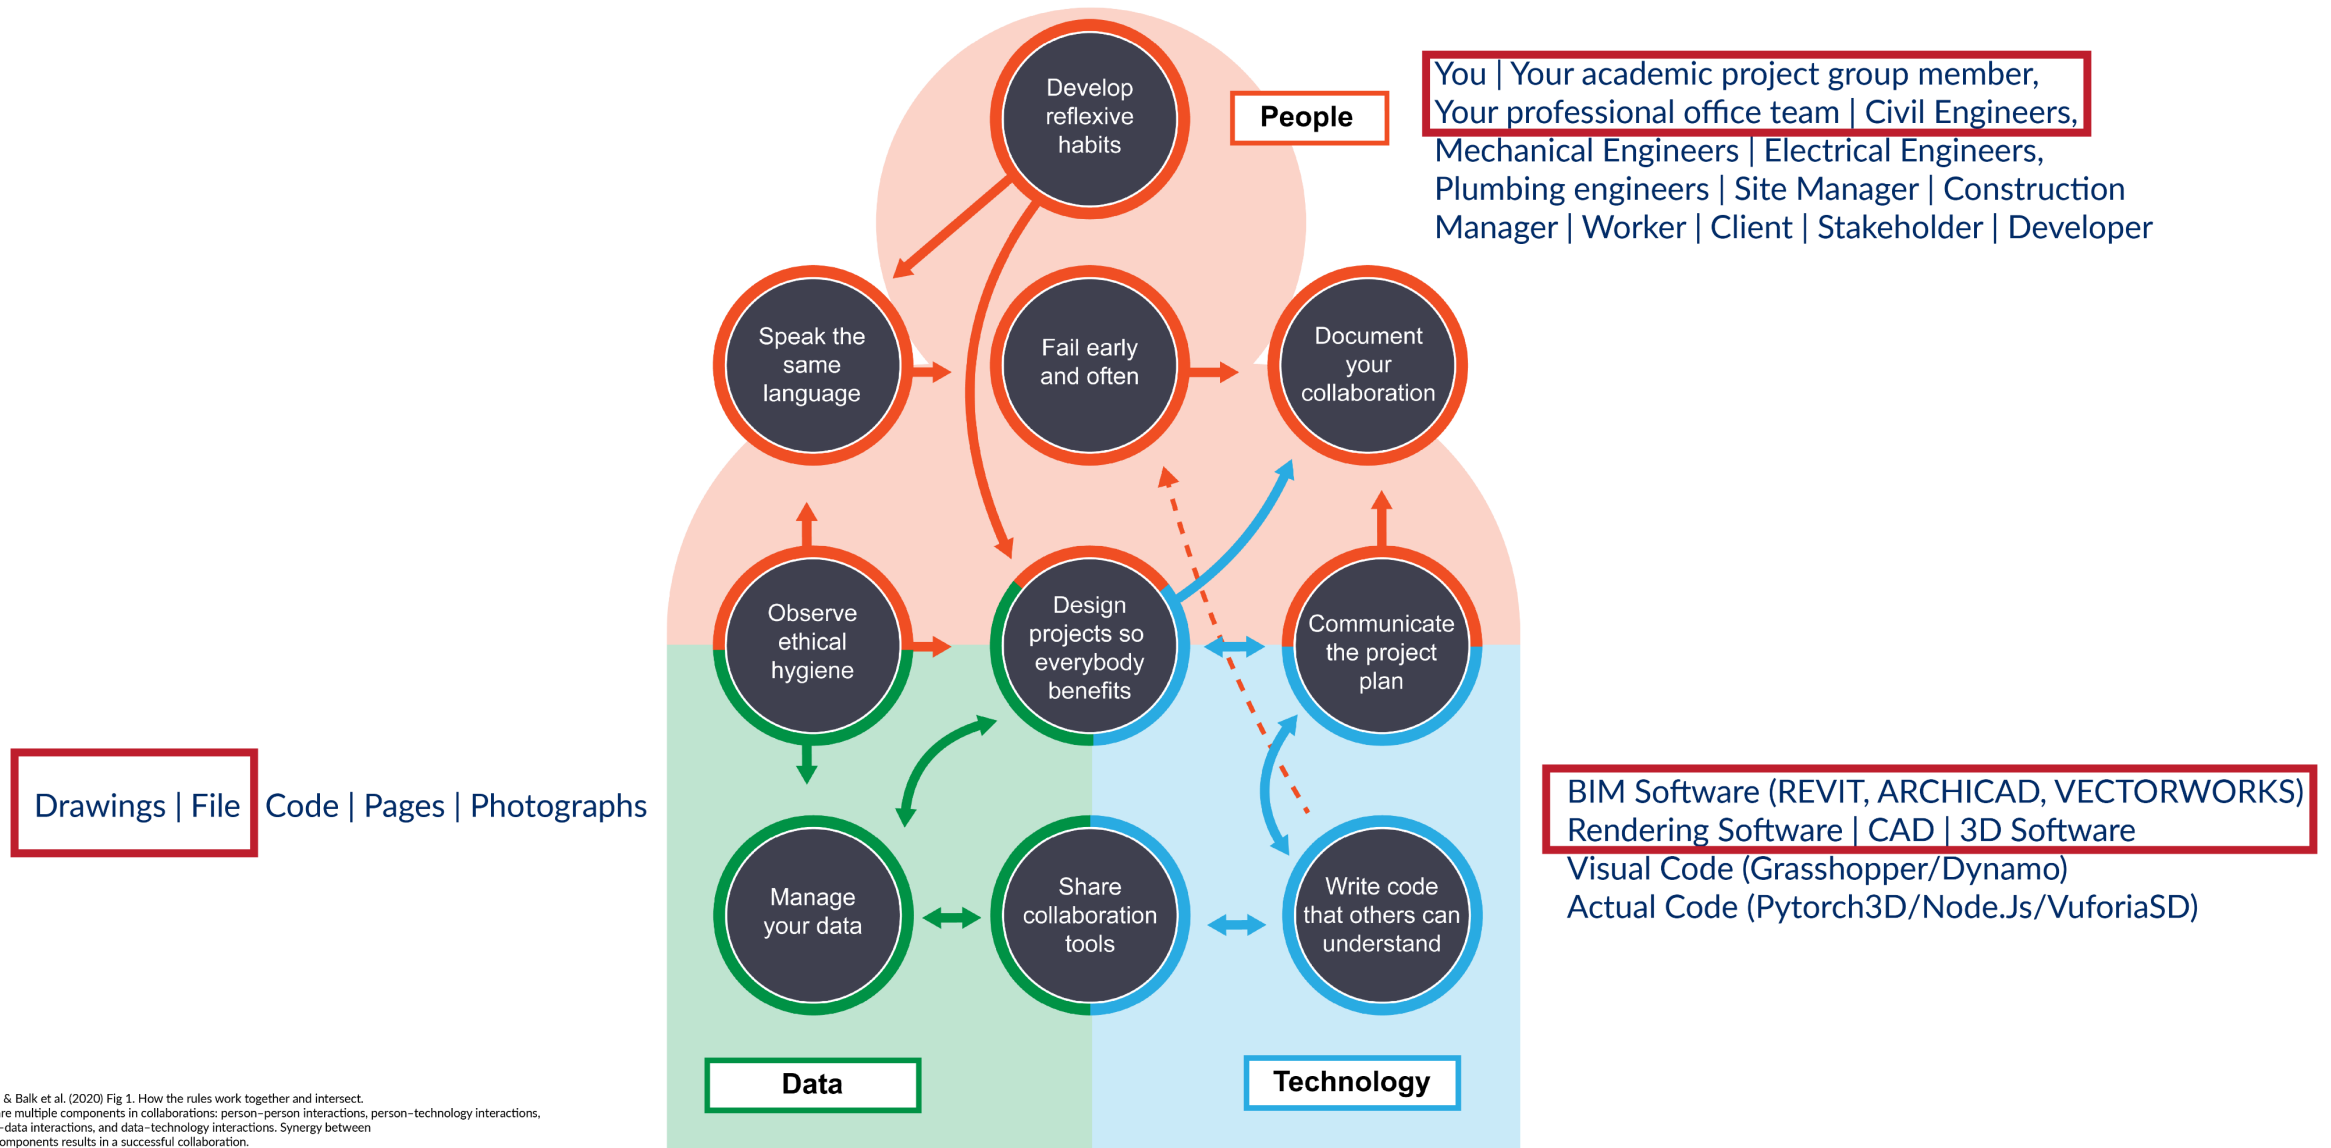 Develop
reflexive
habits
People
You | Your academic project group member,
Your professional office team | Civil Engineers,
Mechanical Engineers | Electrical Engineers,
Plumbing engineers | Site Manager | Construction
Manager | Worker | Client | Stakeholder | Developer
Speak the
same
language
Fail early
and often
Document
your
collaboration
Observe
ethical
hygiene
Design
projects so
everybody
benefits
Communicate
the project
plan
Drawings | File | Code | Pages | Photographs
BIM Software (REVIT, ARCHICAD, VECTORWORKS)
Rendering Software | CAD | 3D Software
Visual Code (Grasshopper/Dynamo)
Actual Code (Pytorch3D/Node.Js/VuforiaSD)
Manage
your data
Share
collaboration
tools
Write code
that others can
understand
Data
Technology
& Balk et al. (2020) Fig 1. How the rules work together and intersect.
re multiple components in collaborations: person–person interactions, person–technology interactions,
–data interactions, and data–technology interactions. Synergy between
omponents results in a successful collaboration.